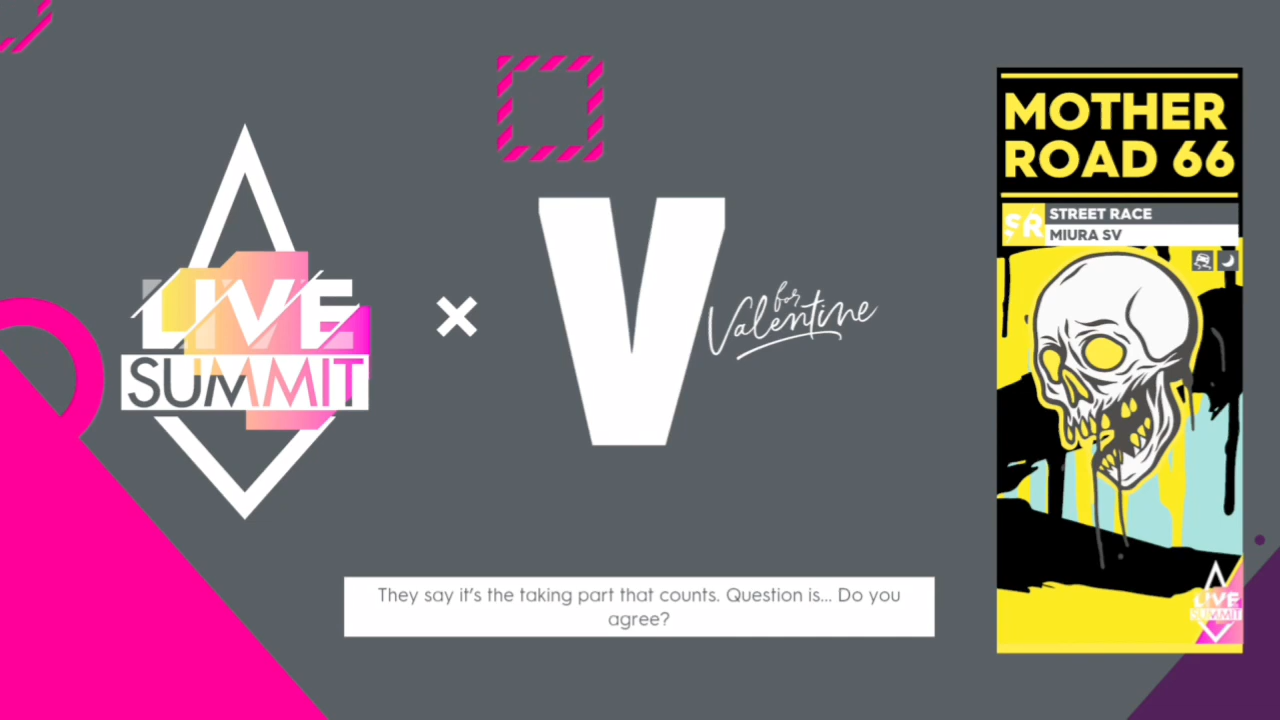 LIVE
SUMMIT
×
V
for
Valentine
MOTHER
ROAD 66
SR
STREET RACE
MIURA SV
LIVE
SUMMIT
They say it's the taking part that counts. Question is... Do you
agree?